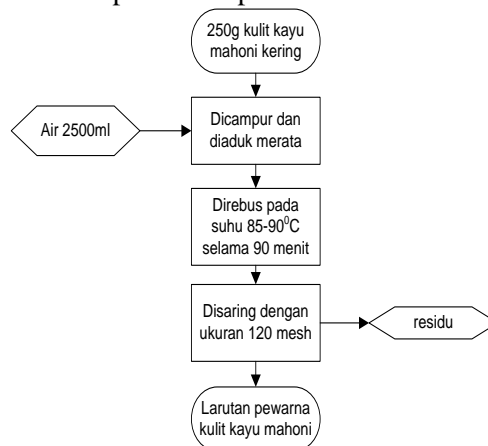 250g kulit kayu
mahoni kering
Air 2500ml
Dicampur dan
diaduk merata
Direbus pada
suhu 85-90⁰C
selama 90 menit
Disaring dengan
ukuran 120 mesh
residu
Larutan pewarna
kulit kayu mahoni